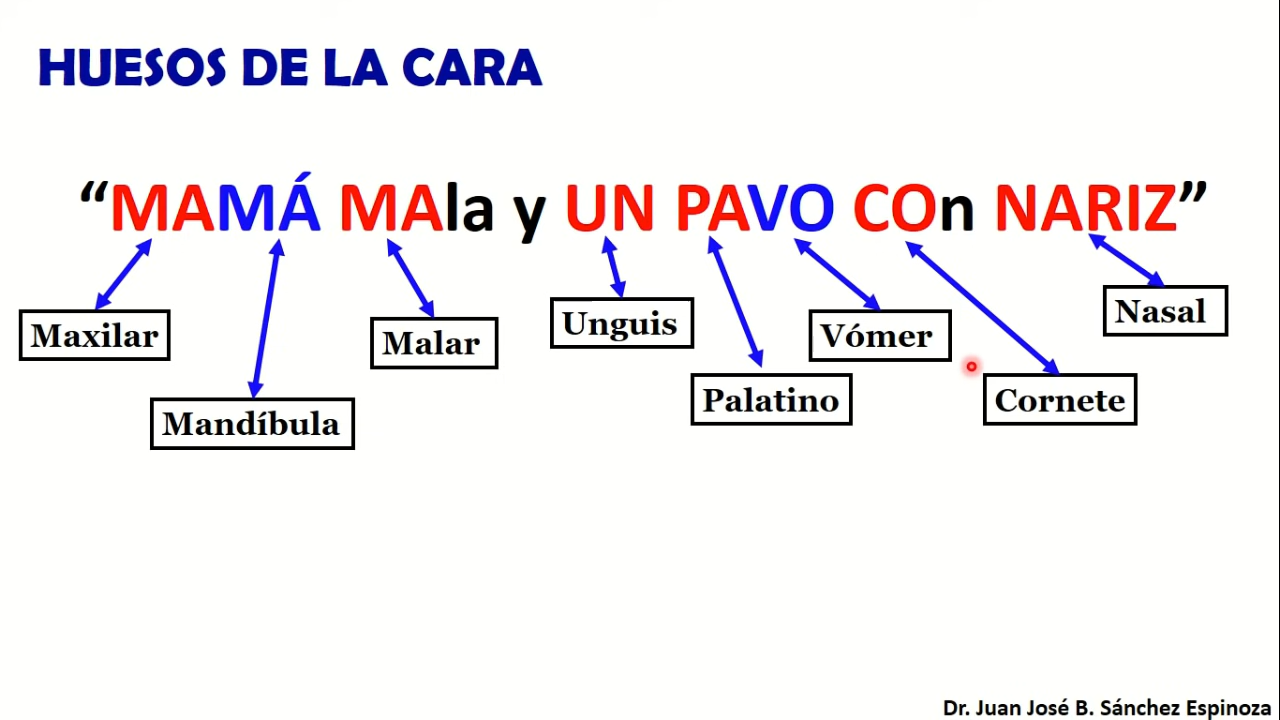 HUESOS DE LA CARA
“MAMÁ MAla y UN PAVO COn NARIZ”
Maxilar
Mandíbula
Malar
Unguis
Palatino
Vómer
Cornete
Nasal
Dr. Juan José B. Sánchez Espinoza